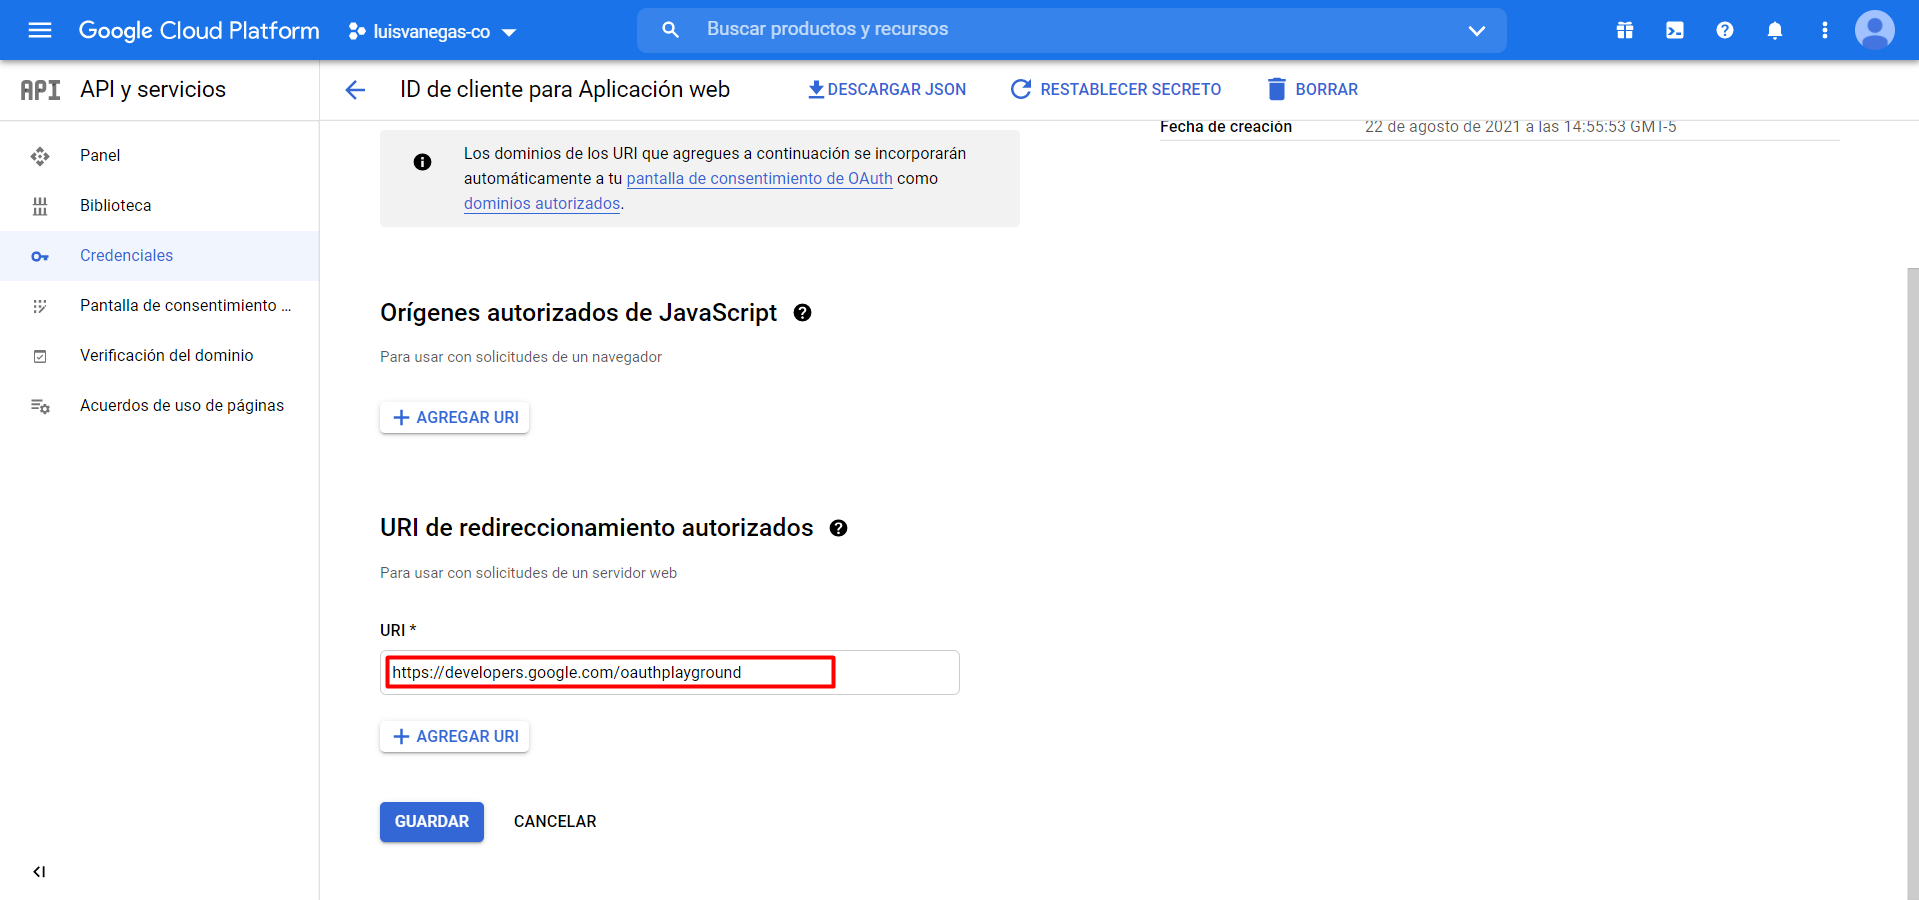 Google Cloud Platform
luisvanegas-co
Buscar productos y recursos
API
API y servicios
ID de cliente para Aplicación web
DESCARGAR JSON
RESTABLECER SECRETO
BORRAR
Panel
Biblioteca
Credenciales
Pantalla de consentimiento ...
Verificación del dominio
Acuerdos de uso de páginas
Fecha de creación
22 de agosto de 2021 a las 14:55:53 GMT-5
Los dominios de los URI que agregues a continuación se incorporarán
automáticamente a tu pantalla de consentimiento de OAuth como
dominios autorizados.
Orígenes autorizados de JavaScript
Para usar con solicitudes de un navegador
AGREGAR URI
URI de redireccionamiento autorizados
Para usar con solicitudes de un servidor web
URI *
https://developers.google.com/oauthplayground
AGREGAR URI
GUARDAR
CANCELAR